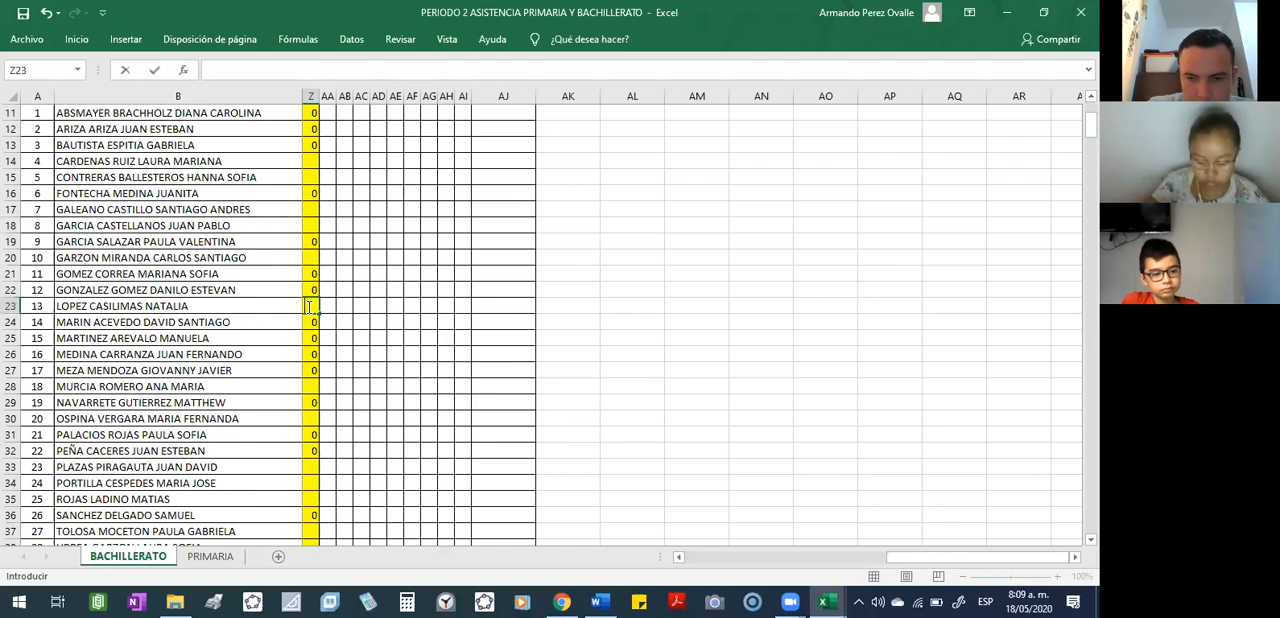 PERIODO 2 ASISTENCIA PRIMARIA Y BACHILLERATO - Excel
Armando Perez Ovalle
Archivo Inicio Insertar Disposición de página Fórmulas Datos Revisar Vista Ayuda ¿Qué desea hacer? Compartir
Z23
A B Z AA AB AC AD AE AF AG AH AI AJ AK AL AM AN AO AP AQ AR
11 1 ABSMAYER BRACHHOLZ DIANA CAROLINA 0
12 2 ARIZA ARIZA JUAN ESTEBAN 0
13 3 BAUTISTA ESPITIA GABRIELA 0
14 4 CARDENAS RUIZ LAURA MARIANA
15 5 CONTRERAS BALLESTEROS HANNA SOFIA
16 6 FONTECHA MEDINA JUANITA 0
17 7 GALEANO CASTILLO SANTIAGO ANDRES
18 8 GARCIA CASTELLANOS JUAN PABLO
19 9 GARCIA SALAZAR PAULA VALENTINA 0
20 10 GARZON MIRANDA CARLOS SANTIAGO
21 11 GOMEZ CORREA MARIANA SOFIA 0
22 12 GONZALEZ GOMEZ DANILO ESTEVAN 0
23 13 LOPEZ CASILIMAS NATALIA
24 14 MARIN ACEVEDO DAVID SANTIAGO 0
25 15 MARTINEZ AREVALO MANUELA 0
26 16 MEDINA CARRANZA JUAN FERNANDO 0
27 17 MEZA MENDOZA GIOVANNY JAVIER 0
28 18 MURCIA ROMERO ANA MARIA
29 19 NAVARRETE GUTIERREZ MATTHEW 0
30 20 OSPINA VERGARA MARIA FERNANDA
31 21 PALACIOS ROJAS PAULA SOFIA 0
32 22 PEÑA CACERES JUAN ESTEBAN 0
33 23 PLAZAS PIRAGAUTA JUAN DAVID
34 24 PORTILLA CESPEDES MARIA JOSE
35 25 ROJAS LADINO MATIAS
36 26 SANCHEZ DELGADO SAMUEL 0
37 27 TOLOSA MOCETON PAULA GABRIELA
BACHILLERATO PRIMARIA
Introducir
100%
ESP
8:09 a. m.
18/05/2020